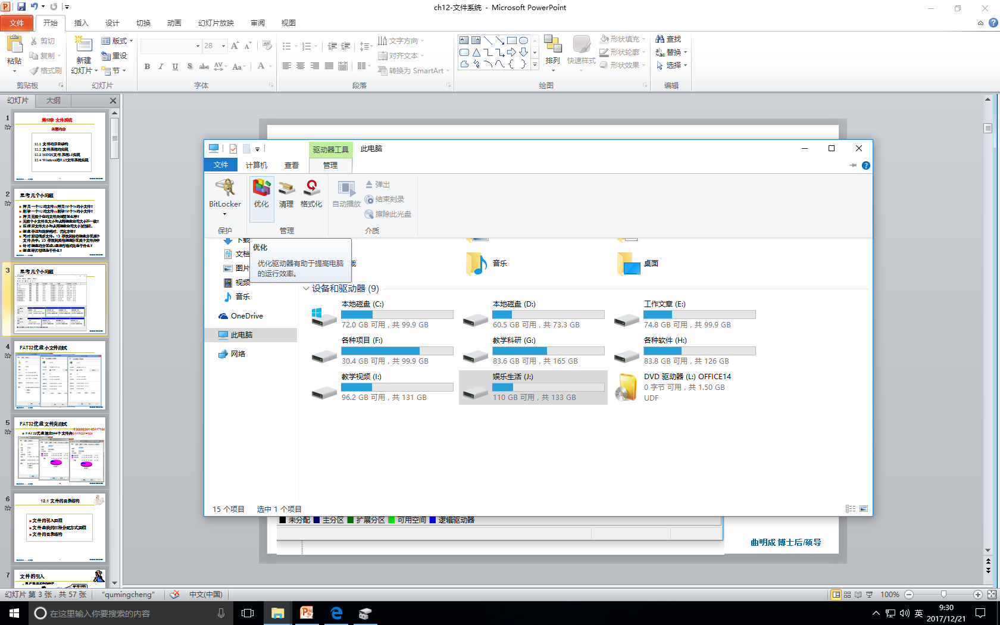 ch12-文件系统 - Microsoft PowerPoint
文件 开始 插入 设计 切换 动画 幻灯片放映 审阅 视图
粘贴 剪切 复制 格式刷
新建 幻灯片 版式 重设 节
28
B I U S abc AV Aa A
文字方向
对齐文本
转换为 SmartArt
排列 快速样式
形状填充
形状轮廓
形状效果
查找
替换
选择
剪贴板 幻灯片 字体 段落 绘图 编辑
幻灯片 大纲
1
第12章 文件系统
主要内容
12.1 文件的目录结构
12.2 文件系统的实现
12.3 MINIX文件系统1.0实现
12.4 Windows的FAT文件系统实现
2
思考几个小问题
3
思考几个小问题
4
FAT32优盘小文件测试
5
FAT32优盘文件夹测试
6
12.1 文件的目录结构
文件的引入回顾
文件盘块的三种分配方式回顾
文件的目录结构
7
文件的引入
驱动器工具 此电脑
文件 计算机 查看 管理
BitLocker 优化 清理 格式化 自动播放
弹出
结束刻录
擦除此光盘
保护 管理 介质
优化
优化驱动器有助于提高电脑
的运行效率。
下载
文档
图片
视频
音乐
OneDrive
此电脑
网络
音乐 桌面
设备和驱动器 (9)
本地磁盘 (C:)
72.0 GB 可用，共 99.9 GB
本地磁盘 (D:)
60.5 GB 可用，共 73.3 GB
工作文章 (E:)
74.8 GB 可用，共 99.9 GB
各种项目 (F:)
30.4 GB 可用，共 99.9 GB
教学科研 (G:)
83.6 GB 可用，共 165 GB
各种软件 (H:)
83.8 GB 可用，共 126 GB
教学视频 (I:)
96.2 GB 可用，共 131 GB
娱乐生活 (J:)
110 GB 可用，共 133 GB
DVD 驱动器 (L:) OFFICE14
0 字节 可用，共 1.50 GB
UDF
15 个项目 选中 1 个项目
未分配 主分区 扩展分区 可用空间 逻辑驱动器
曲明成 博士后/硕导
幻灯片 第 3 张，共 57 张 "qumingcheng" 中文(中国) 100%
在这里输入你要搜索的内容
英
9:30
2017/12/21